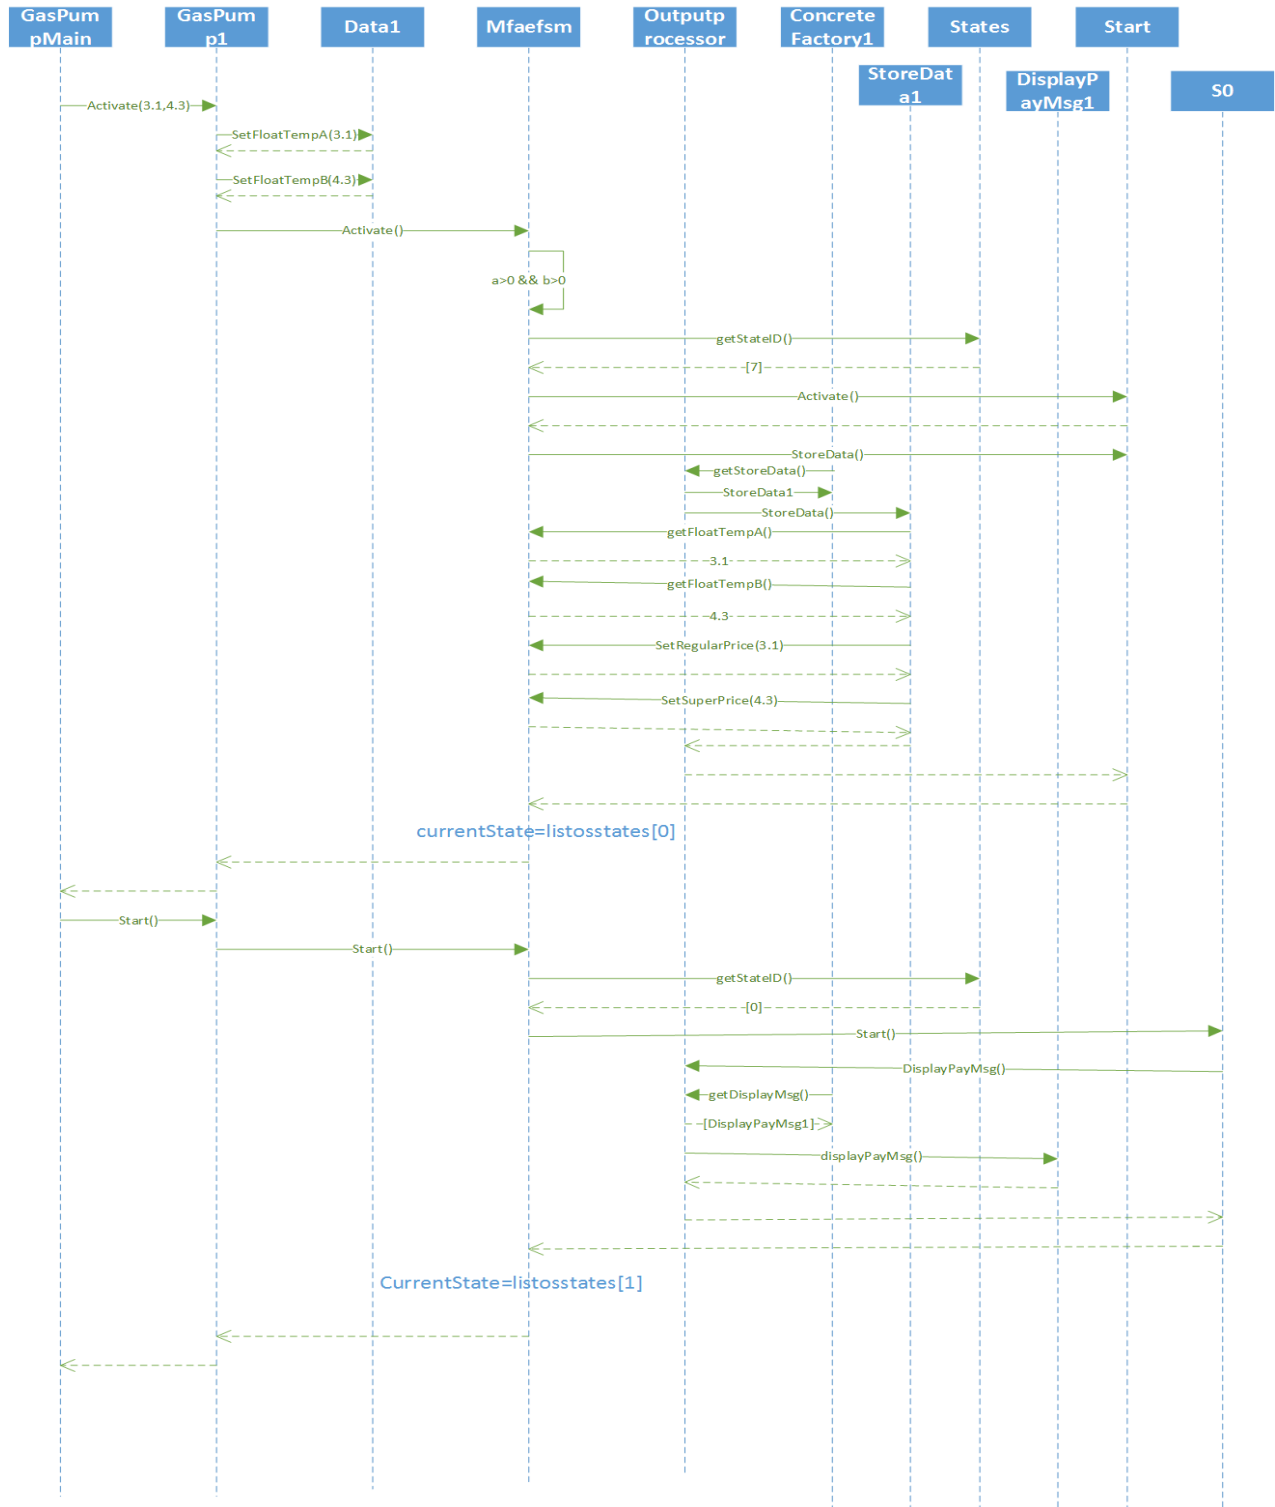 GasPum
pMain
GasPum
p1
Data1
Mfaefsm
Outputp
rocessor
Concrete
Factory1
States
Start
StoreDat
a1
DisplayP
ayMsg1
S0
Activate(3.1,4.3)
SetFloatTempA(3.1)
SetFloatTempB(4.3)
Activate()
a>0 && b>0
getStateID()
[7]
Activate()
StoreData()
getStoreData()
StoreData1
StoreData()
getFloatTempA()
3.1
getFloatTempB()
4.3
SetRegularPrice(3.1)
SetSuperPrice(4.3)
currentState=listosstates[0]
Start()
Start()
getStateID()
[0]
Start()
DisplayPayMsg()
getDisplayMsg()
[DisplayPayMsg1]
displayPayMsg()
CurrentState=listosstates[1]